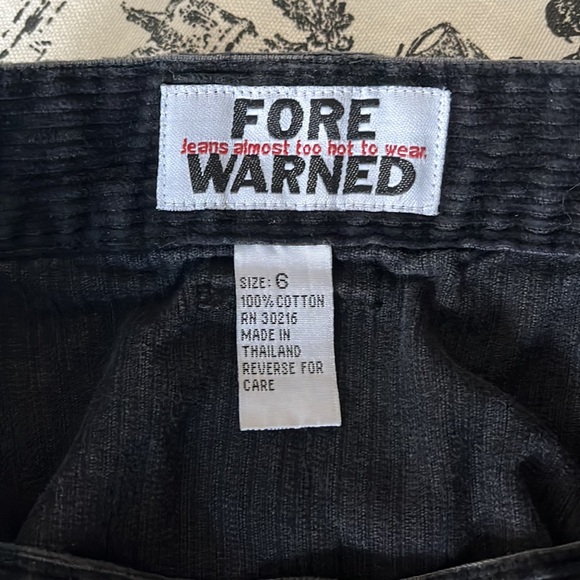 FORE
Jeans almost too hot to wear.
WARNED
SIZE: 6
100% COTTON
RN 30216
MADE IN
THAILAND
REVERSE FOR
CARE